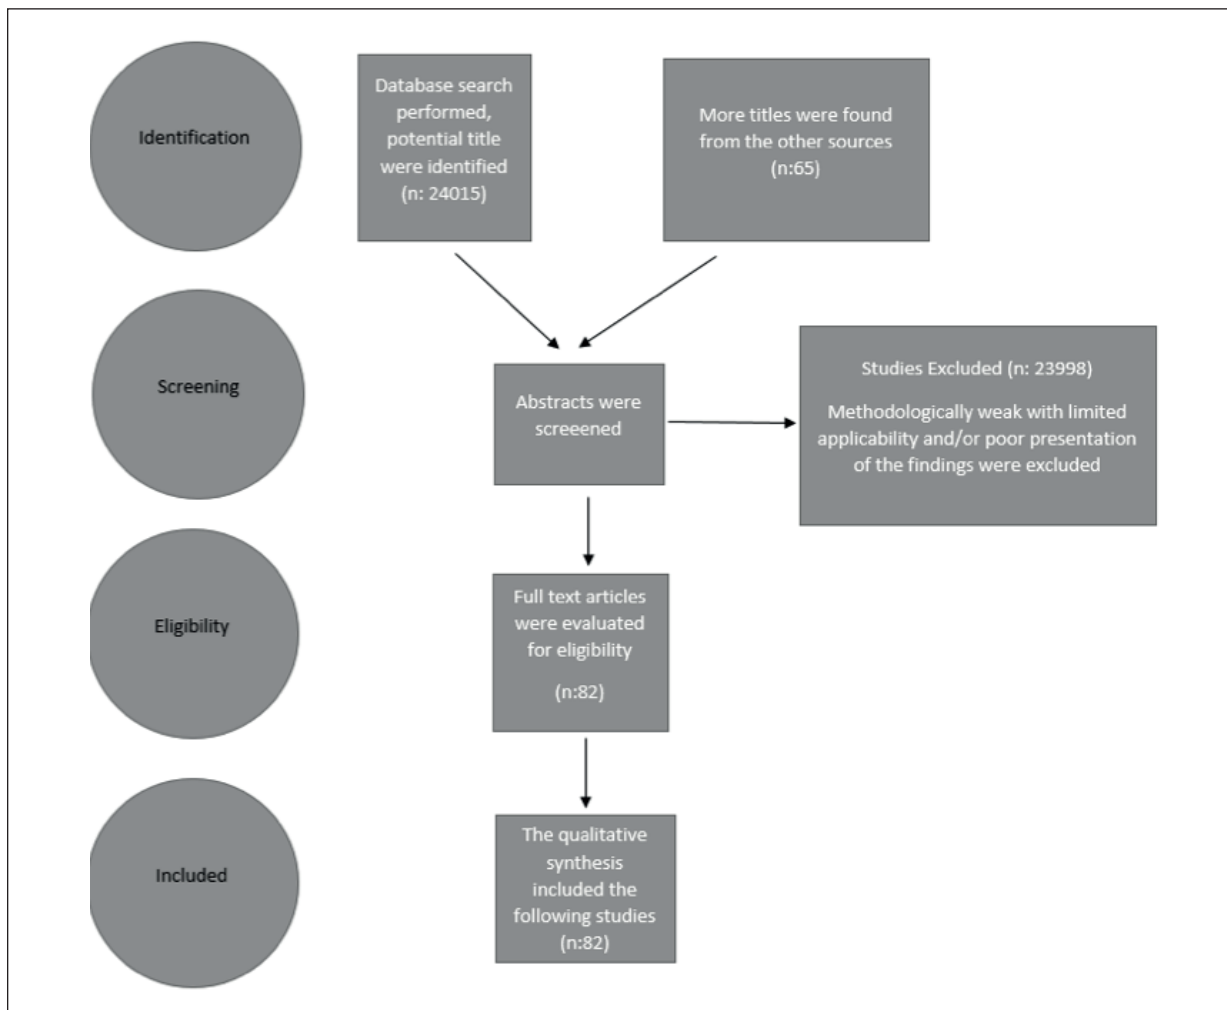 Identification
Database search
performed,
potential title
were identified
(n: 24015)
More titles were found
from the other sources
(n:65)
Screening
Abstracts were
screeened
Studies Excluded (n: 23998)
Methodologically weak with limited
applicability and/or poor presentation
of the findings were excluded
Eligibility
Full text articles
were evaluated
for eligibility
(n:82)
Included
The qualitative
synthesis
included the
following studies
(n:82)